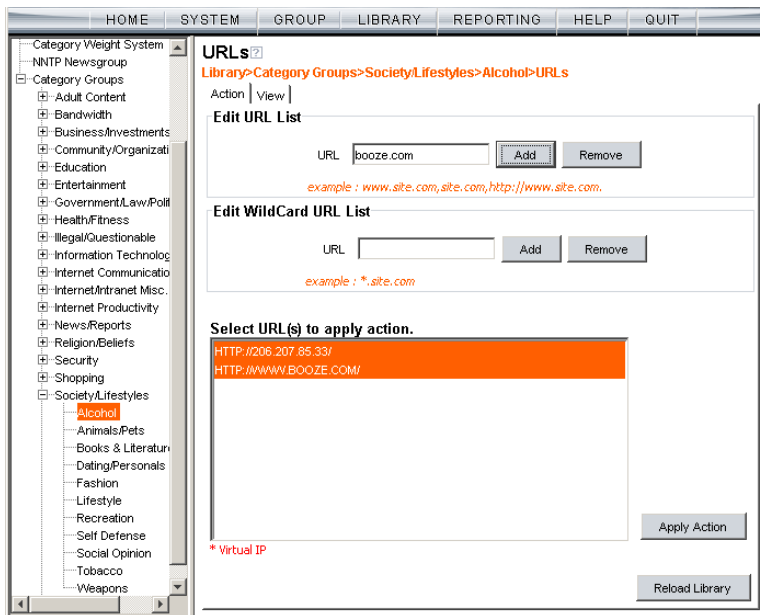 HOME SYSTEM GROUP LIBRARY REPORTING HELP QUIT
Category Weight System
NNTP Newsgroup
Category Groups
Adult Content
Bandwidth
Business/Investments
Community/Organizati
Education
Entertainment
Government/Law/Polit
Health/Fitness
Illegal/Questionable
Information Technolog
Internet Communicatio
Internet/Intranet Misc.
Internet Productivity
News/Reports
Religion/Beliefs
Security
Shopping
Society/Lifestyles
Alcohol
Animals/Pets
Books & Literature
Dating/Personals
Fashion
Lifestyle
Recreation
Self Defense
Social Opinion
Tobacco
Weapons
URLs?
Library>Category Groups>Society/Lifestyles>Alcohol>URLs
Action View
Edit URL List
URL booze.com Add Remove
example : www.site.com,site.com,http://www.site.com.
Edit WildCard URL List
URL Add Remove
example : *.site.com
Select URL(s) to apply action.
HTTP://206.207.85.33/
HTTP://WWW.BOOZE.COM/
Apply Action
* Virtual IP
Reload Library